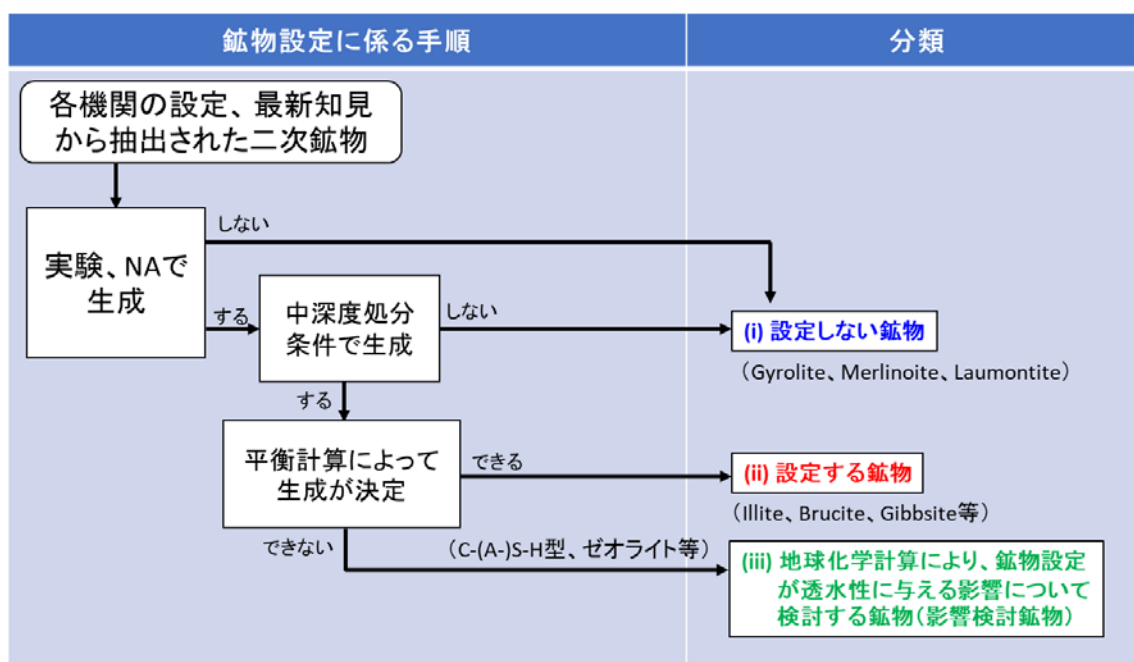 鉱物設定に係る手順
分類
各機関の設定、最新知見
から抽出された二次鉱物
しない
実験、NAで
生成
する
中深度処分
条件で生成
しない
(i) 設定しない鉱物
（Gyrolite、Merlinoite、Laumontite）
する
平衡計算によって
生成が決定
できる
(ii) 設定する鉱物
（Illite、Brucite、Gibbsite等）
できない
（C-(A-)S-H型、ゼオライト等）
(iii) 地球化学計算により、鉱物設定
が透水性に与える影響について
検討する鉱物(影響検討鉱物)